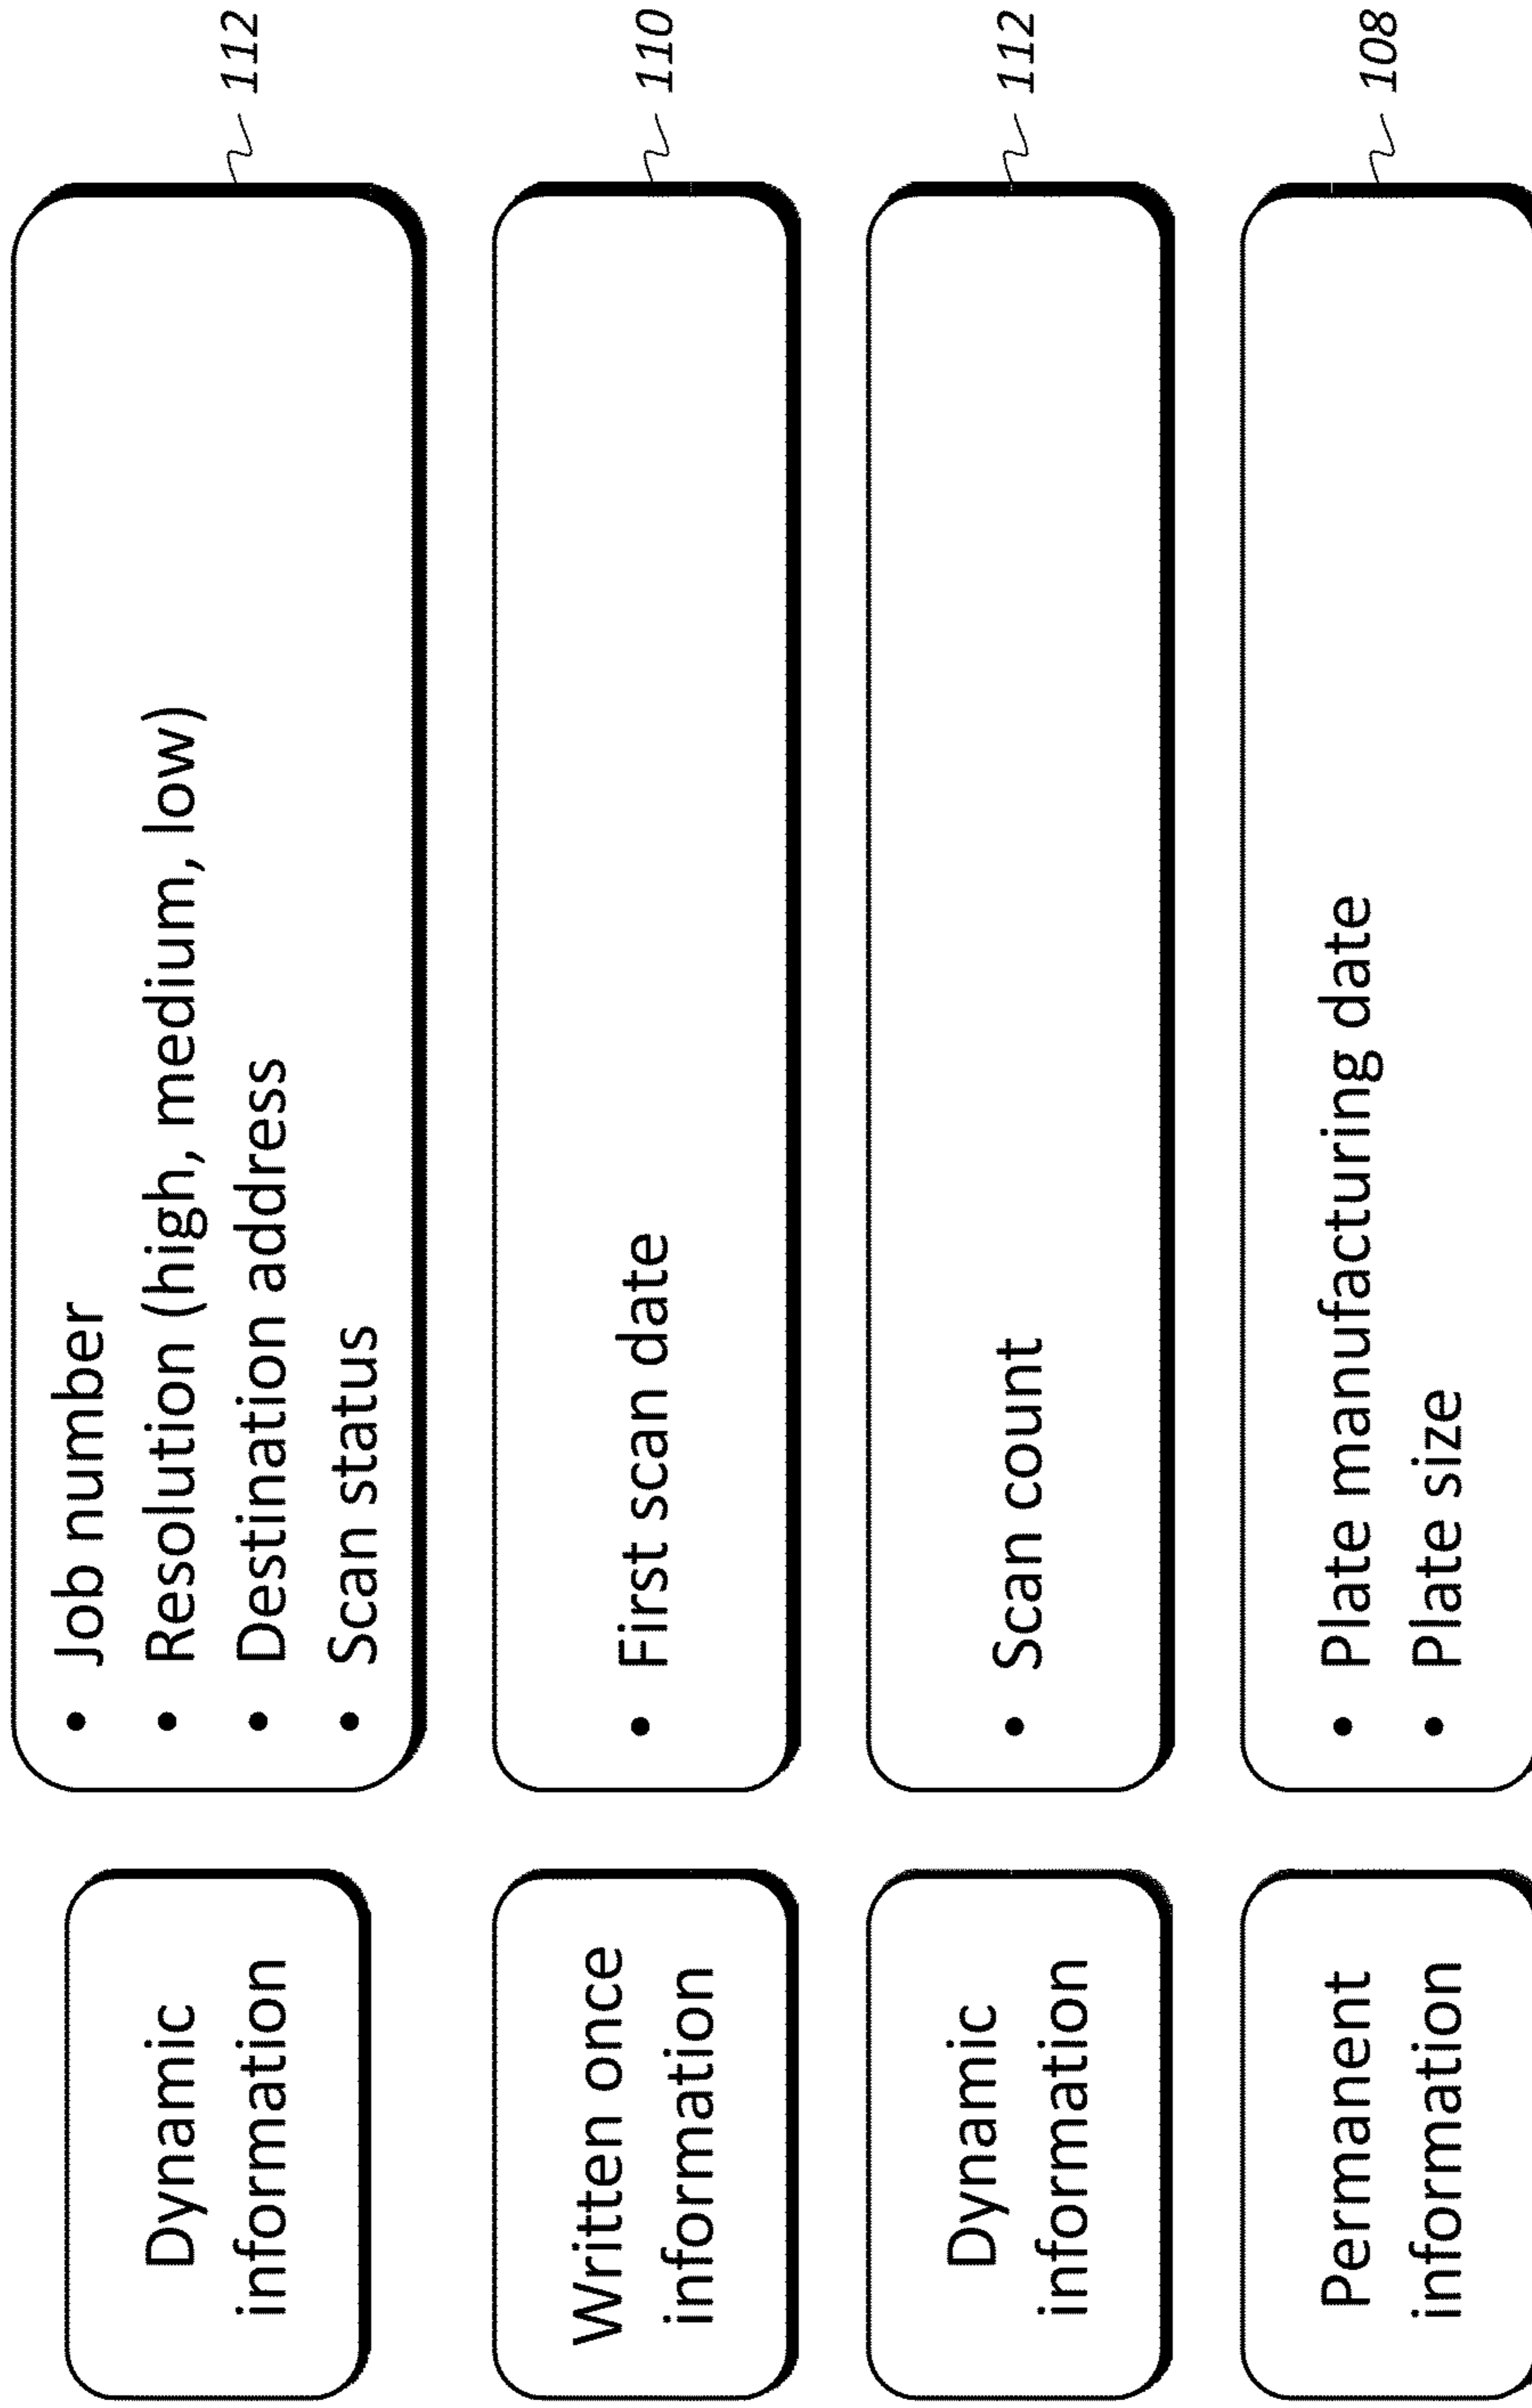 Dynamic
information
• Job number
• Resolution (high, medium, low)
• Destination address
• Scan status
112
Written once
information
• First scan date
110
Dynamic
information
• Scan count
112
Permanent
information
• Plate manufacturing date
• Plate size
108